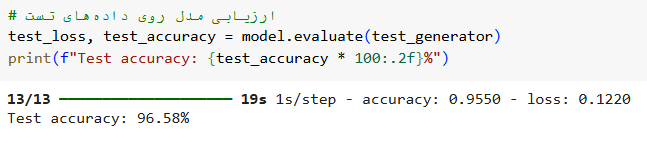 # ارزیابی مدل روی داده‌های تست
test_loss, test_accuracy = model.evaluate(test_generator)
print(f"Test accuracy: {test_accuracy * 100:.2f}%")
13/13 ━━━━━━━━━━━━━━━━━━━━ 19s 1s/step - accuracy: 0.9550 - loss: 0.1220
Test accuracy: 96.58%